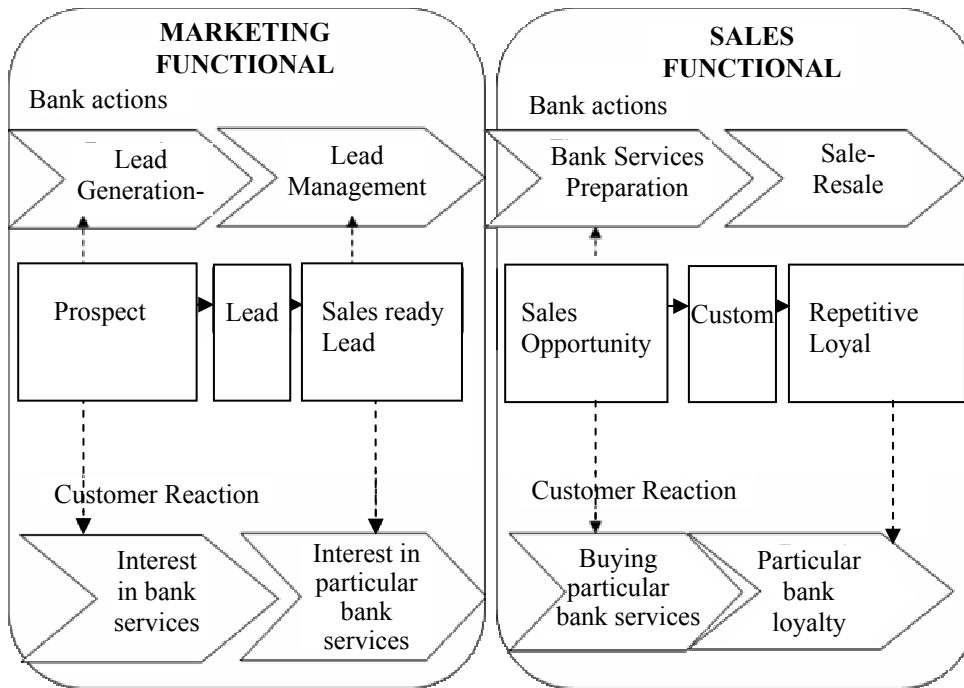 MARKETING
FUNCTIONAL
Bank actions
Lead
Generation-
Lead
Management
Prospect
Lead
Sales ready
Lead
Customer Reaction
Interest
in bank
services
Interest in
particular
bank
services
SALES
FUNCTIONAL
Bank actions
Bank Services
Preparation
Sale-
Resale
Sales
Opportunity
Custom
Repetitive
Loyal
Customer Reaction
Buying
particular
bank services
Particular
bank
loyalty